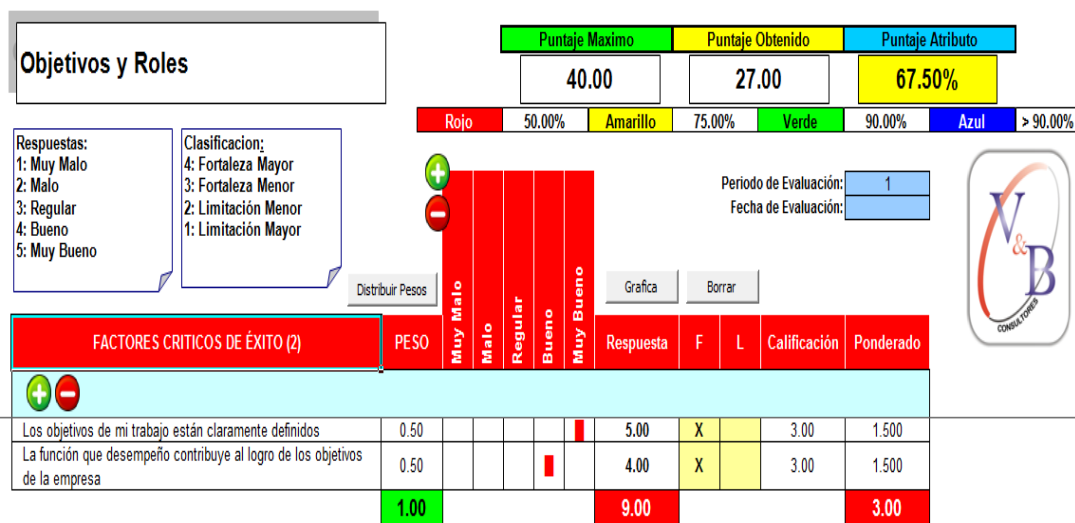 Objetivos y Roles
Puntaje Maximo Puntaje Obtenido Puntaje Atributo
40.00 27.00 67.50%
Rojo 50.00% Amarillo 75.00% Verde 90.00% Azul > 90.00%
Respuestas:
1: Muy Malo
2: Malo
3: Regular
4: Bueno
5: Muy Bueno
Clasificacion:
4: Fortaleza Mayor
3: Fortaleza Menor
2: Limitación Menor
1: Limitación Mayor
Periodo de Evaluación: 1
Fecha de Evaluación:
V&B
CONSULTORES
Distribuir Pesos
Grafica
Borrar
FACTORES CRITICOS DE ÉXITO (2) PESO Muy Malo Malo Regular Bueno Muy Bueno Respuesta F L Calificación Ponderado
Los objetivos de mi trabajo están claramente definidos 0.50 5.00 X 3.00 1.500
La función que desempeño contribuye al logro de los objetivos
de la empresa 0.50 4.00 X 3.00 1.500
1.00 9.00 3.00